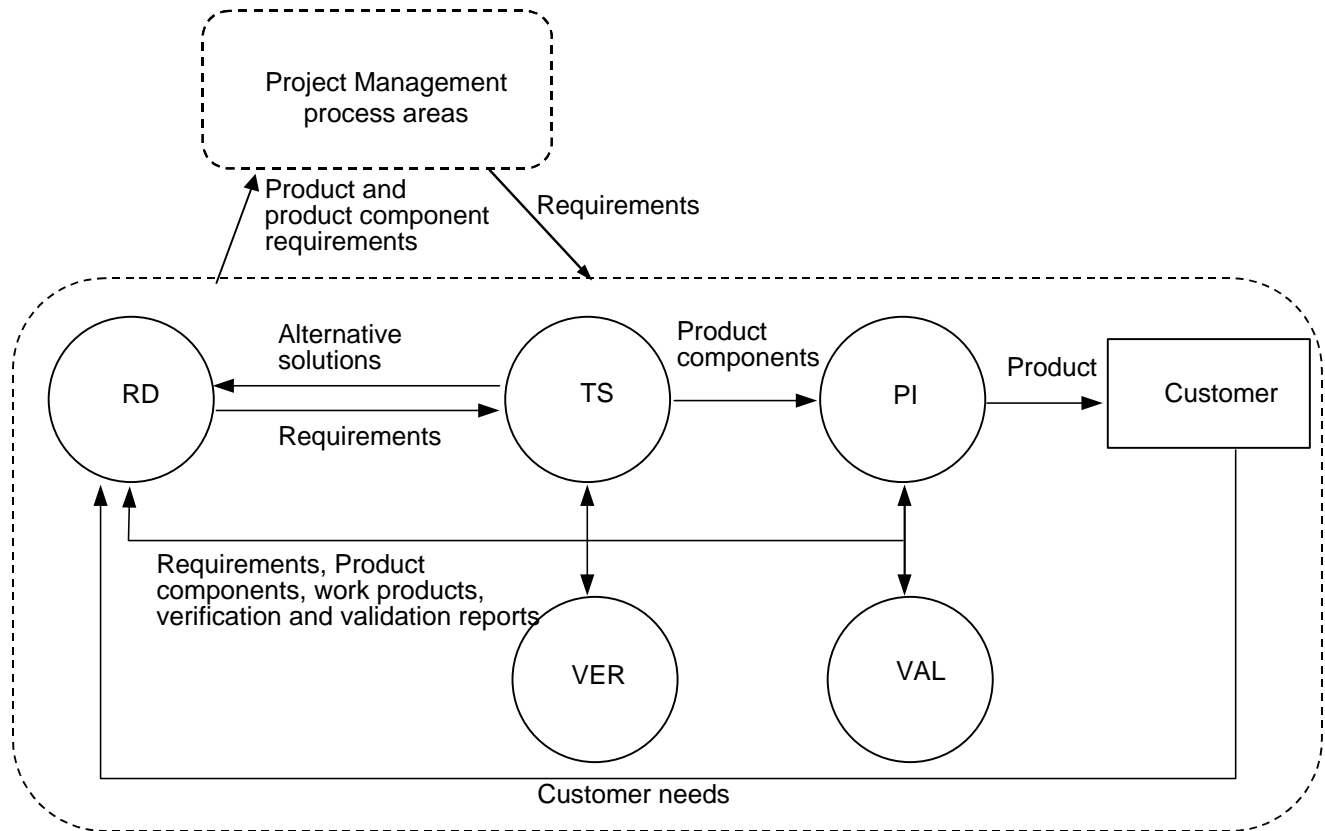 Project Management
process areas
Product and
product component
requirements
Requirements
Alternative
solutions
Product
components
Product
RD
TS
PI
Customer
Requirements
Requirements, Product
components, work products,
verification and validation reports
VER
VAL
Customer needs